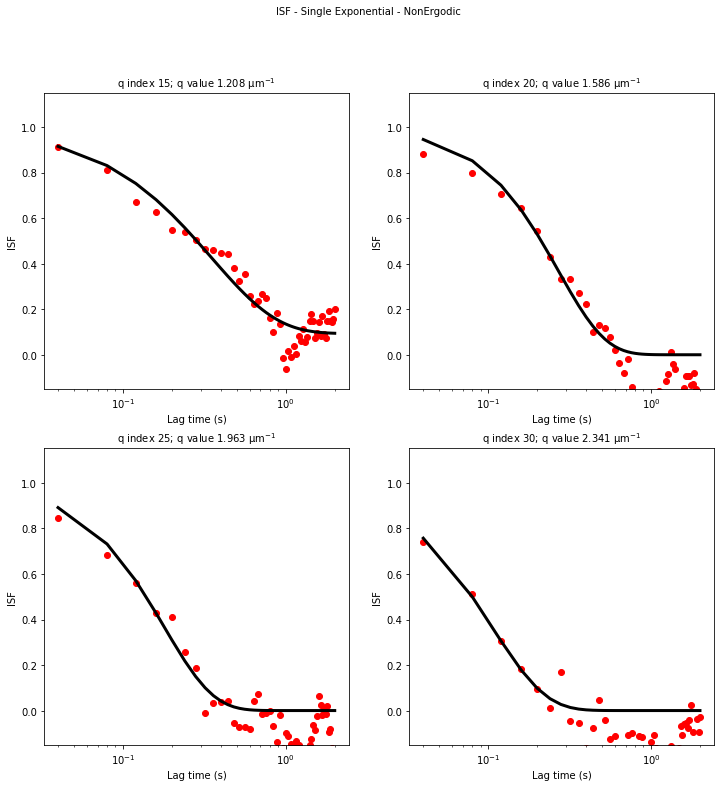 ISF - Single Exponential - NonErgodic
q index 15; q value 1.208 μm⁻¹
1.0
0.8
0.6
0.4
0.2
0.0
ISF
10⁻¹ 10⁰
Lag time (s)
q index 20; q value 1.586 μm⁻¹
1.0
0.8
0.6
0.4
0.2
0.0
ISF
10⁻¹ 10⁰
Lag time (s)
q index 25; q value 1.963 μm⁻¹
1.0
0.8
0.6
0.4
0.2
0.0
ISF
10⁻¹ 10⁰
Lag time (s)
q index 30; q value 2.341 μm⁻¹
1.0
0.8
0.6
0.4
0.2
0.0
ISF
10⁻¹ 10⁰
Lag time (s)